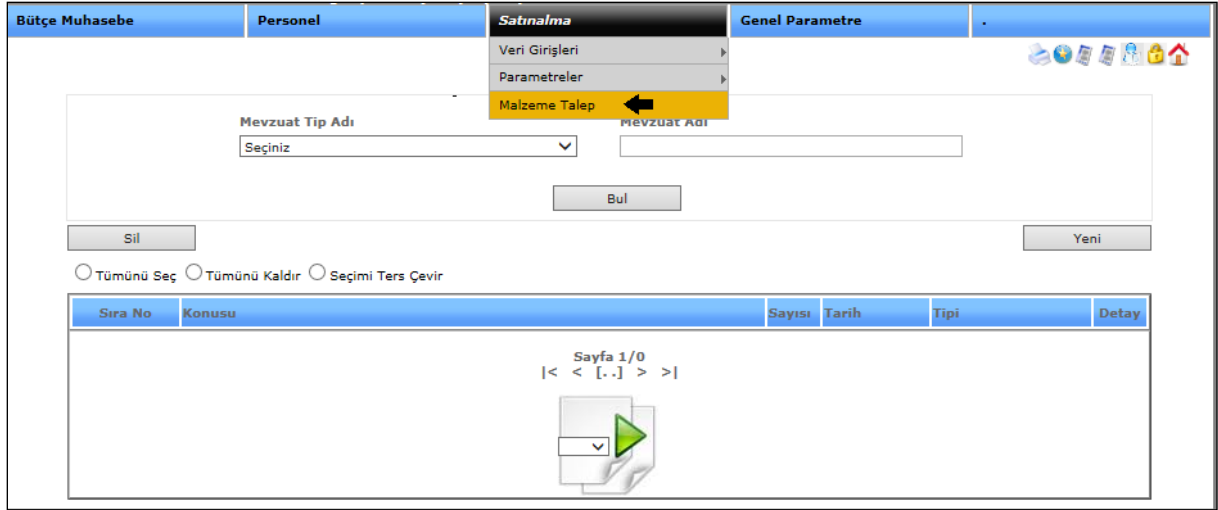 Bütçe Muhasebe Personel Satınalma Genel Parametre .
Veri Girişleri
Parametreler
Malzeme Talep
Mevzuat Tip Adı Mevzuat Adı
Seçiniz
Bul
Sil Yeni
Tümünü Seç Tümünü Kaldır Seçimi Ters Çevir
Sıra No Konusu Sayısı Tarih Tipi Detay
Sayfa 1/0
|< < [..] > >|